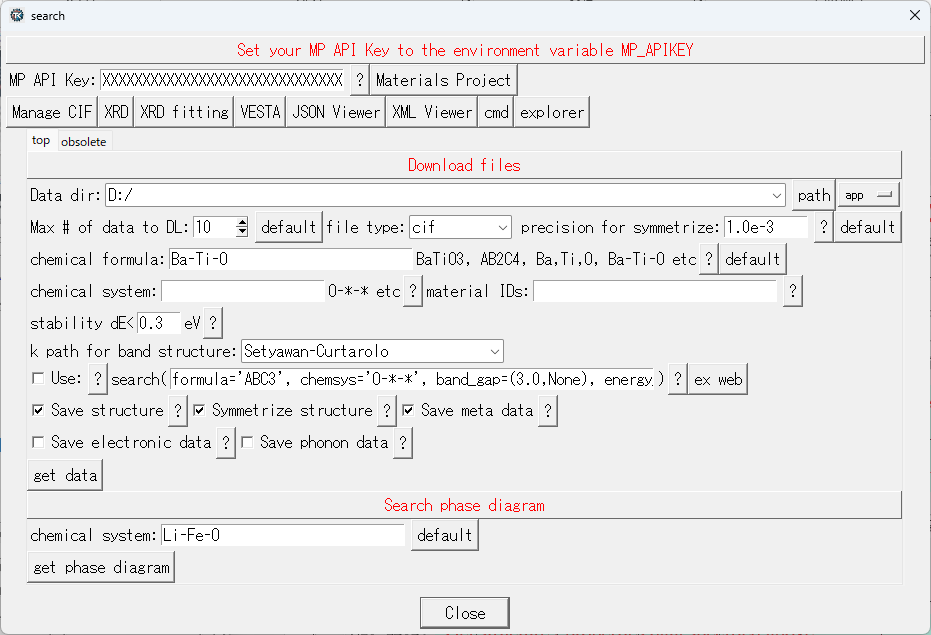 search
Set your MP API Key to the environment variable MP_APIKEY
MP API Key: XXXXXXXXXXXXXXXXXXXXXXXXXXXXXX ? Materials Project
Manage CIF XRD XRD fitting VESTA JSON Viewer XML Viewer cmd explorer
top obsolete
Download files
Data dir: D:/ path app
Max # of data to DL: 10 default file type: cif precision for symmetrize: 1.0e-3 ? default
chemical formula: Ba-Ti-O BaTiO3, AB2C4, Ba,Ti,O, Ba-Ti-O etc ? default
chemical system: O-*-* etc ? material IDs: ?
stability dE< 0.3 eV ?
k path for band structure: Setyawan-Curtarolo
Use: ? search( formula='ABC3', chemsys='O-*-*', band_gap=(3.0,None), energy_ ) ? ex web
Save structure ? Symmetrize structure ? Save meta data ?
Save electronic data ? Save phonon data ?
get data
Search phase diagram
chemical system: Li-Fe-O default
get phase diagram
Close